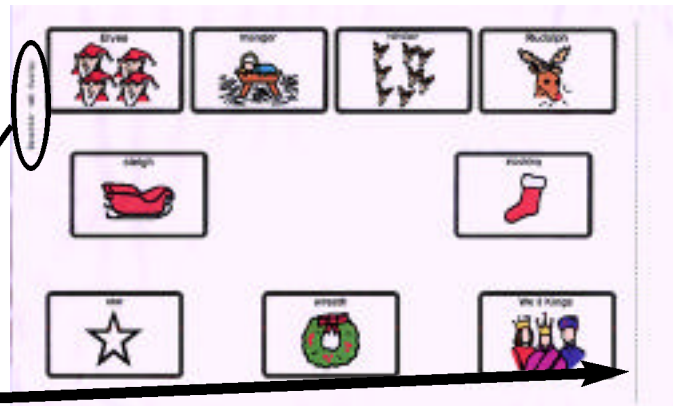 Elves
manger
reindeer
Rudolph
sleigh
stocking
star
wreath
We 3 Kings